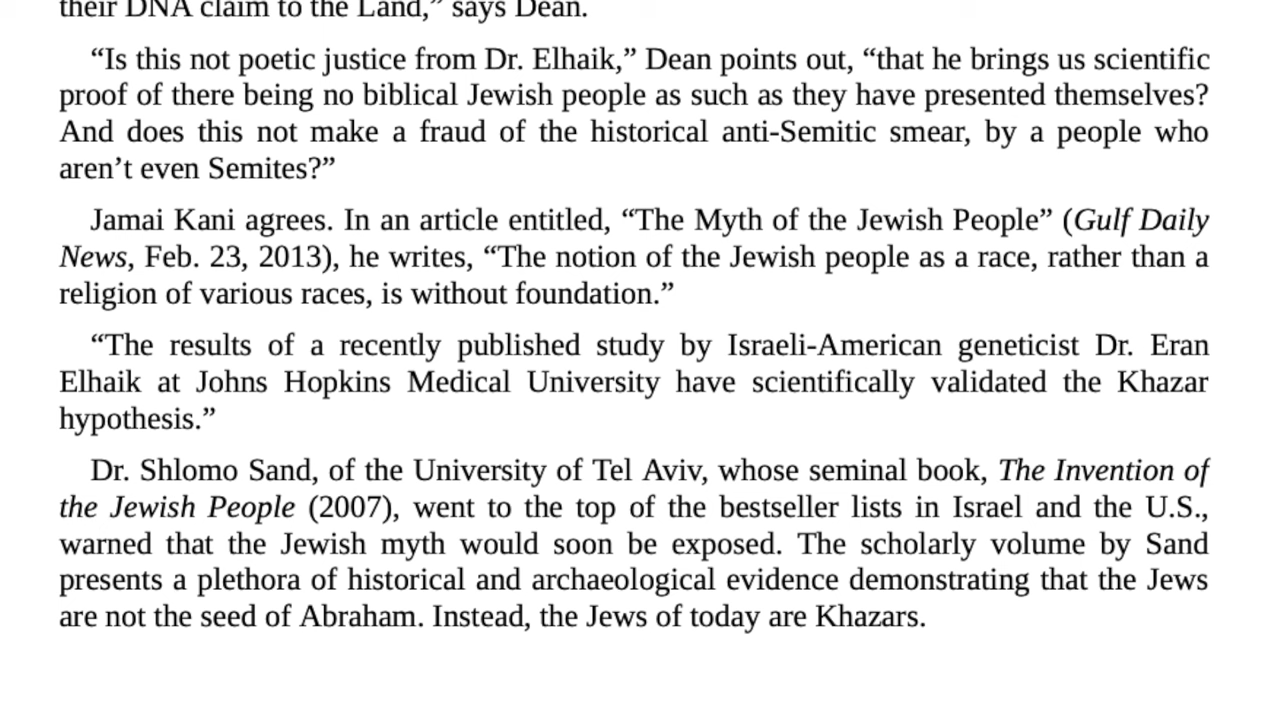 their DNA claim to the Land,” says Dean.
“Is this not poetic justice from Dr. Elhaik,” Dean points out, “that he brings us scientific
proof of there being no biblical Jewish people as such as they have presented themselves?
And does this not make a fraud of the historical anti-Semitic smear, by a people who
aren’t even Semites?”
Jamai Kani agrees. In an article entitled, “The Myth of the Jewish People” (Gulf Daily
News, Feb. 23, 2013), he writes, “The notion of the Jewish people as a race, rather than a
religion of various races, is without foundation.”
“The results of a recently published study by Israeli-American geneticist Dr. Eran
Elhaik at Johns Hopkins Medical University have scientifically validated the Khazar
hypothesis.”
Dr. Shlomo Sand, of the University of Tel Aviv, whose seminal book, The Invention of
the Jewish People (2007), went to the top of the bestseller lists in Israel and the U.S.,
warned that the Jewish myth would soon be exposed. The scholarly volume by Sand
presents a plethora of historical and archaeological evidence demonstrating that the Jews
are not the seed of Abraham. Instead, the Jews of today are Khazars.